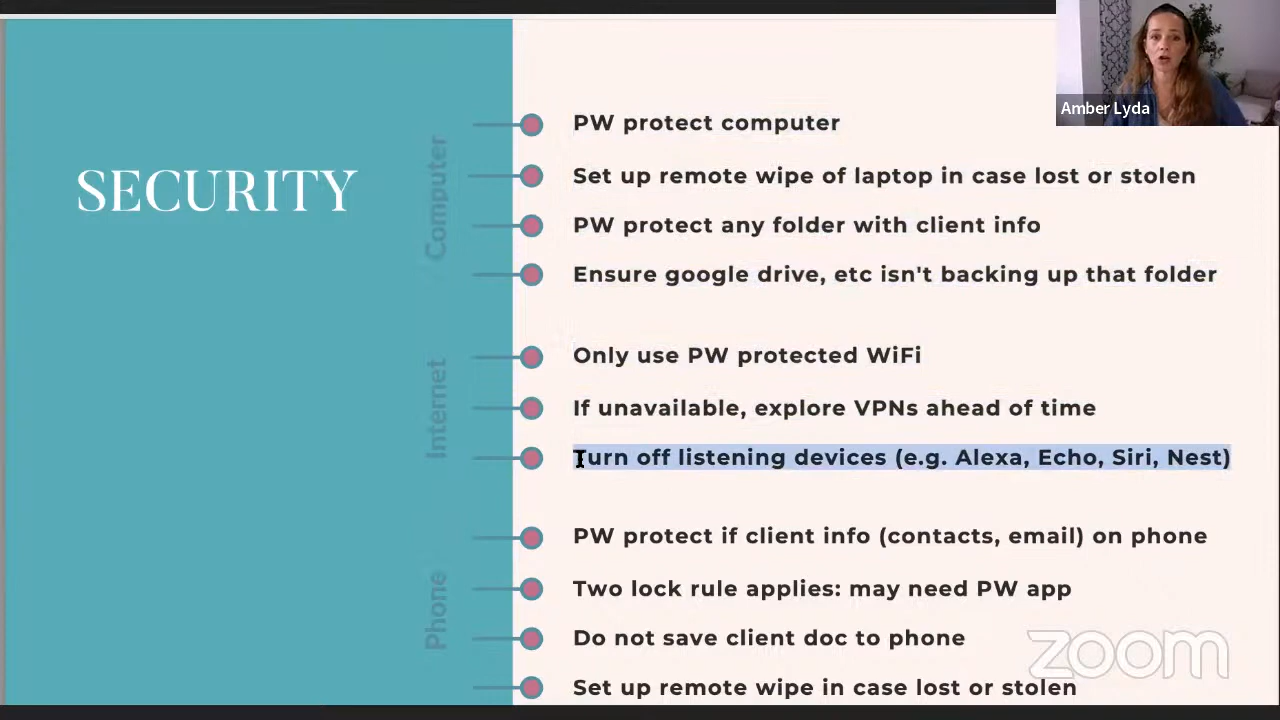 Amber Lyda
SECURITY
Computer
PW protect computer
Set up remote wipe of laptop in case lost or stolen
PW protect any folder with client info
Ensure google drive, etc isn't backing up that folder
Internet
Only use PW protected WiFi
If unavailable, explore VPNs ahead of time
Turn off listening devices (e.g. Alexa, Echo, Siri, Nest)
Phone
PW protect if client info (contacts, email) on phone
Two lock rule applies: may need PW app
Do not save client doc to phone
Set up remote wipe in case lost or stolen
zoom